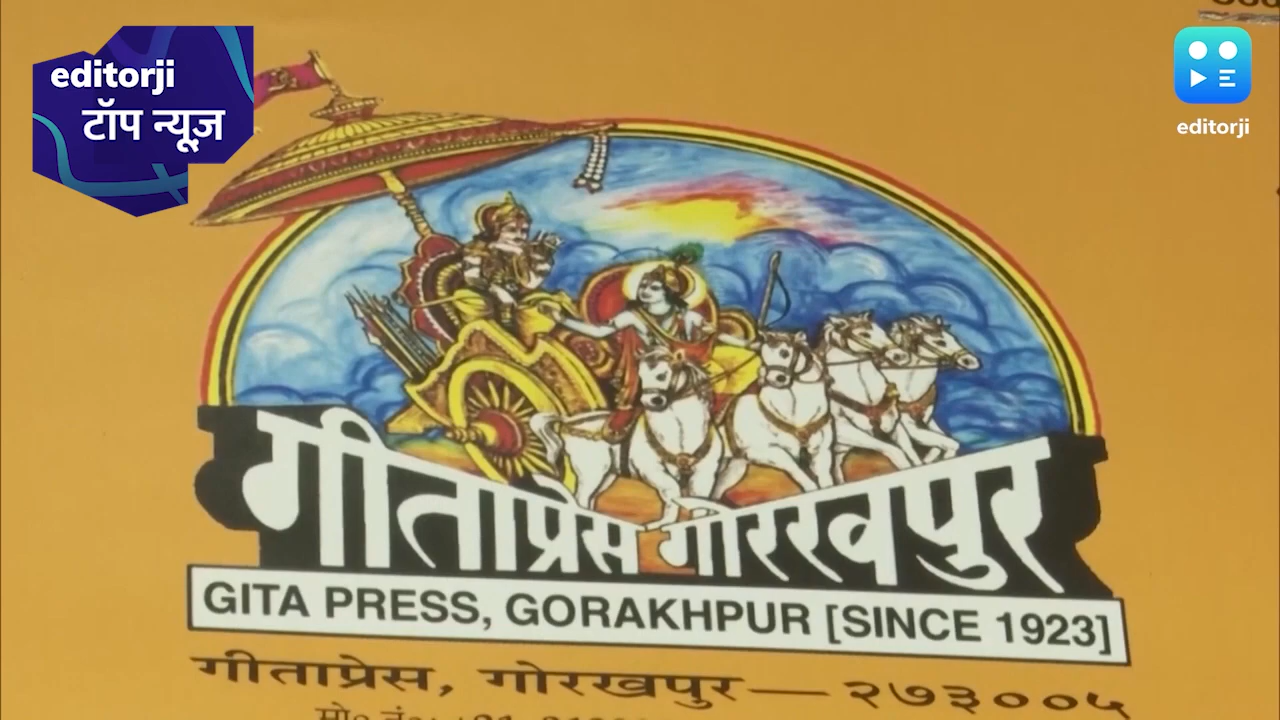 editorji
टॉप न्यूज़
editorji
गीताप्रेस गोरखपुर
GITA PRESS, GORAKHPUR [SINCE 1923]
गीताप्रेस, गोरखपुर—२७३००५